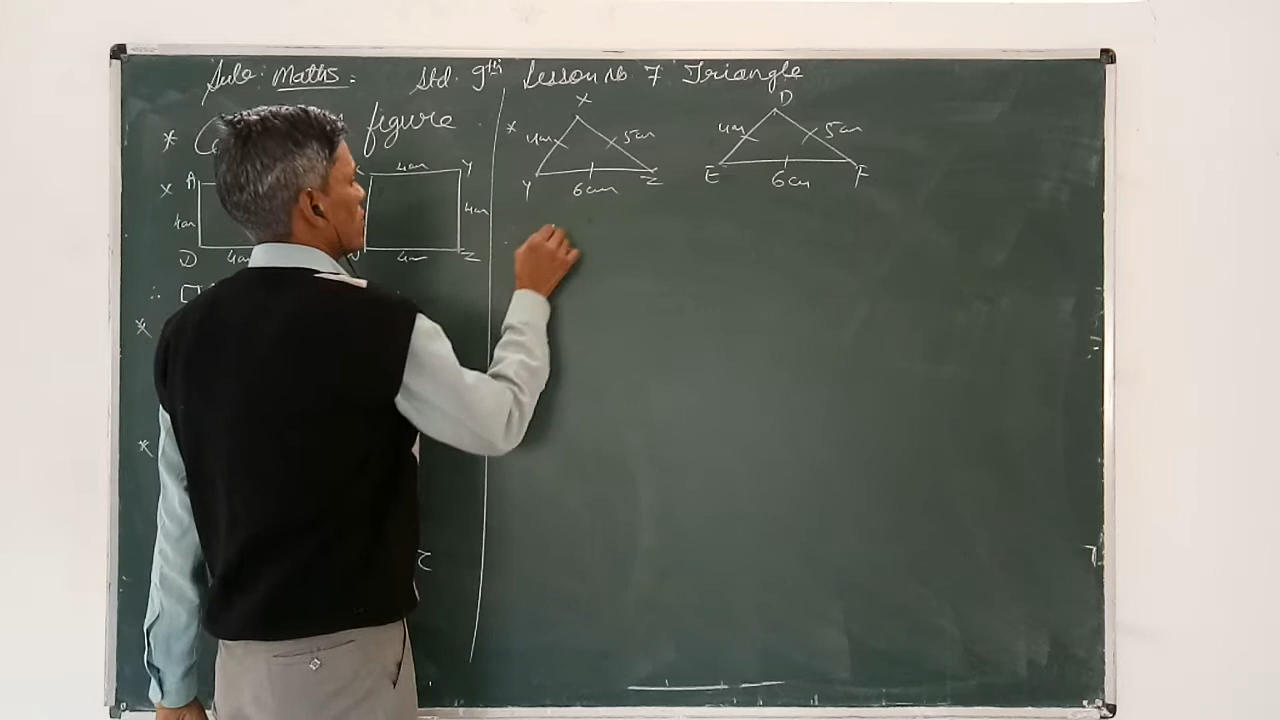 Sub: Maths. Std. 9th Lesson no 7 Triangle
* figure
* A 4cm Y
4cm 4cm
D 4cm 4cm Z
∴ □
*
*
* X
4cm 5cm
Y 6cm Z
D
4cm 5cm
E 6cm F